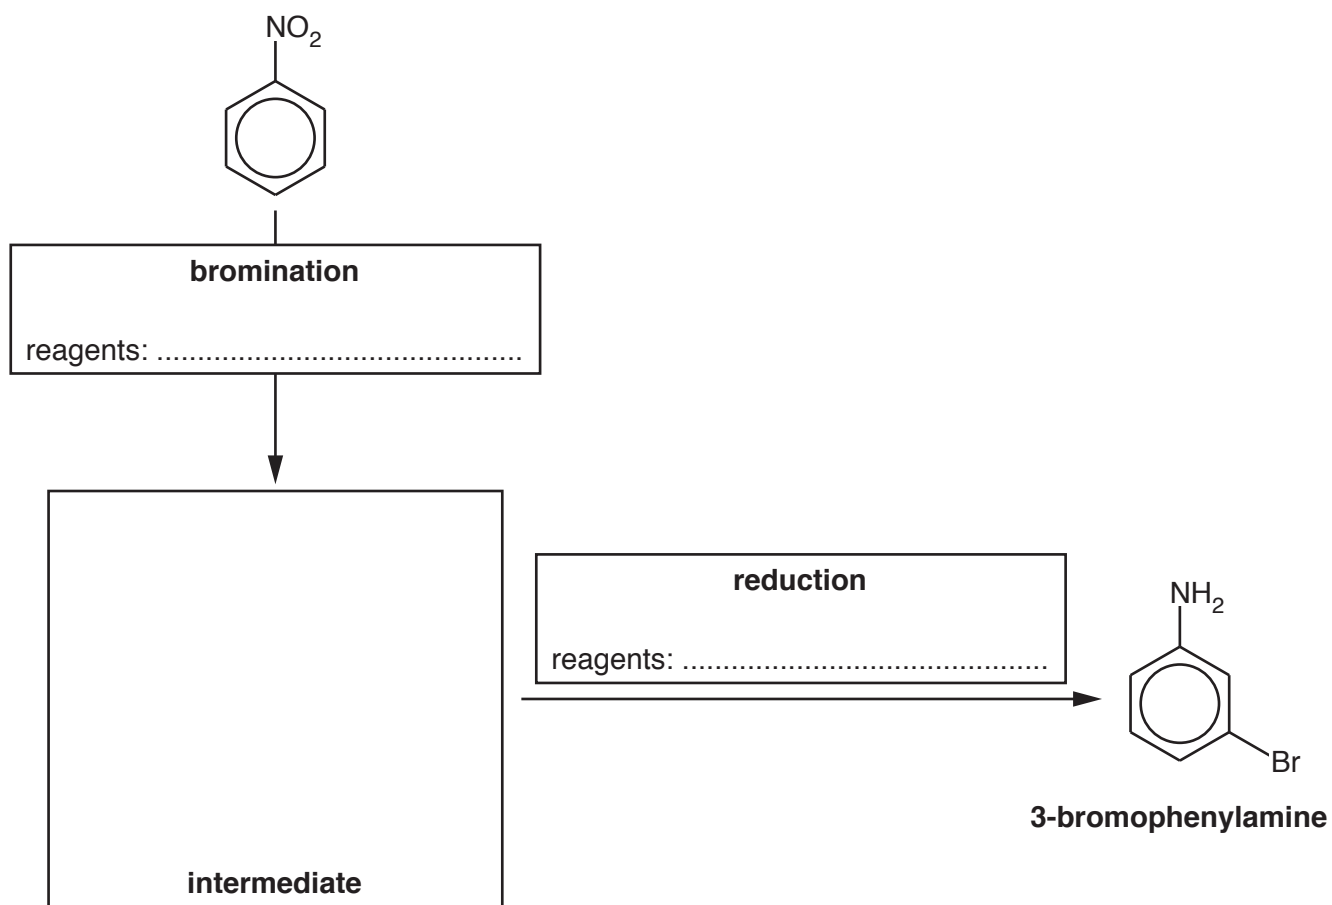 NO₂
bromination
reagents: ............................................
reduction
reagents: ............................................
NH₂
Br
3-bromophenylamine
intermediate